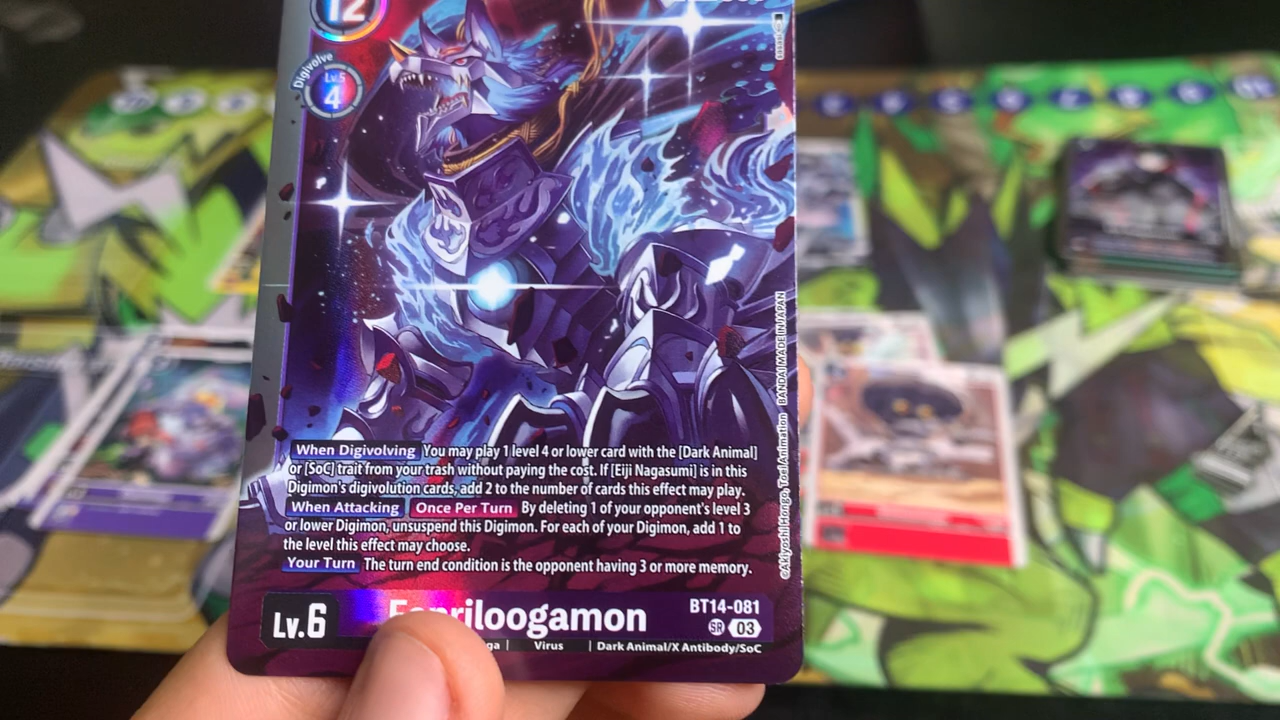 12
Digivolve
Lv.5
4
When Digivolving You may play 1 level 4 or lower card with the [Dark Animal]
or [SoC] trait from your trash without paying the cost. If [Eiji Nagasumi] is in this
Digimon's digivolution cards, add 2 to the number of cards this effect may play.
When Attacking Once Per Turn By deleting 1 of your opponent's level 3
or lower Digimon, unsuspend this Digimon. For each of your Digimon, add 1 to
the level this effect may choose.
Your Turn The turn end condition is the opponent having 3 or more memory.
Lv.6
riloogamon
BT14-081
SR 03
ga | Virus | Dark Animal/X Antibody/SoC
©Akiyoshi Hongo, Toei Animation BANDAI MADE IN JAPAN